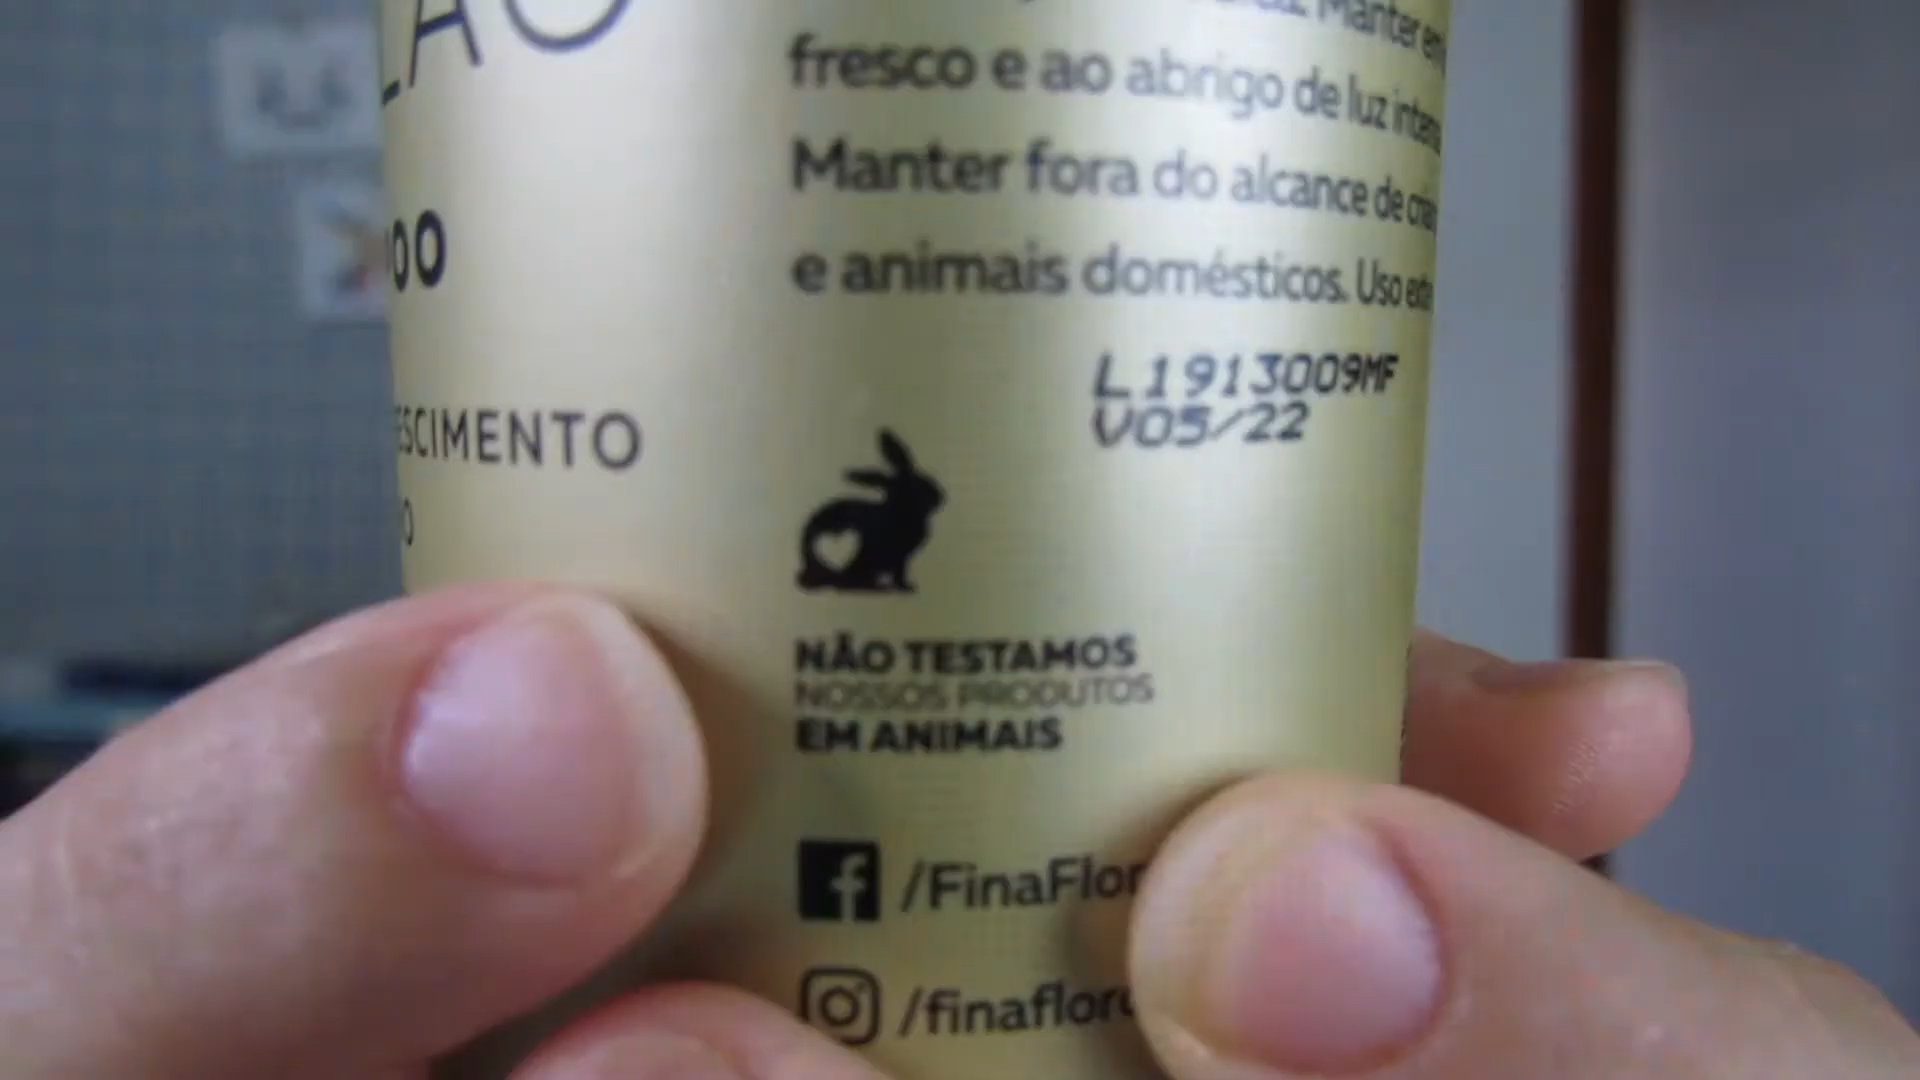 fresco e ao abrigo de luz
Manter fora do alcance de
e animais domésticos. Uso
L1913009MF
V05/22
NÃO TESTAMOS
NOSSOS PRODUTOS
EM ANIMAIS
/FinaFlor
/finaflor
ESCIMENTO